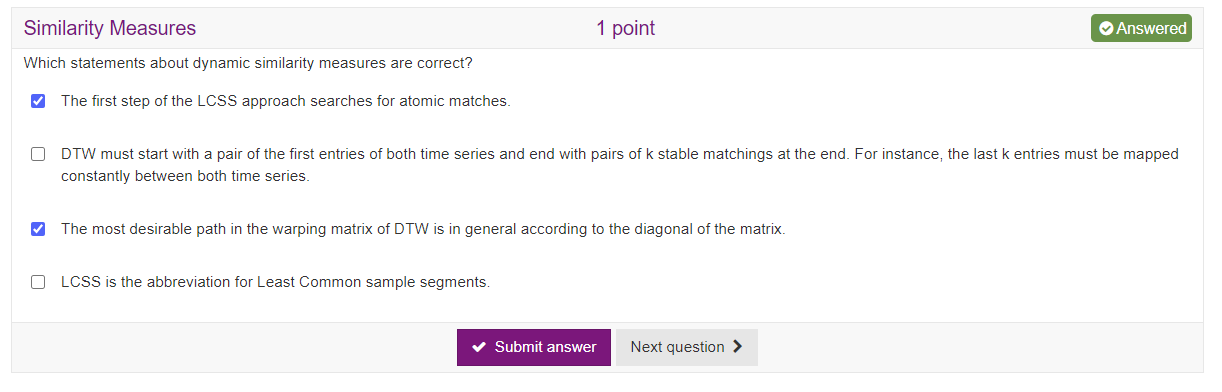 Similarity Measures
1 point
Answered
Which statements about dynamic similarity measures are correct?
The first step of the LCSS approach searches for atomic matches.
DTW must start with a pair of the first entries of both time series and end with pairs of k stable matchings at the end. For instance, the last k entries must be mapped
constantly between both time series.
The most desirable path in the warping matrix of DTW is in general according to the diagonal of the matrix.
LCSS is the abbreviation for Least Common sample segments.
Submit answer
Next question